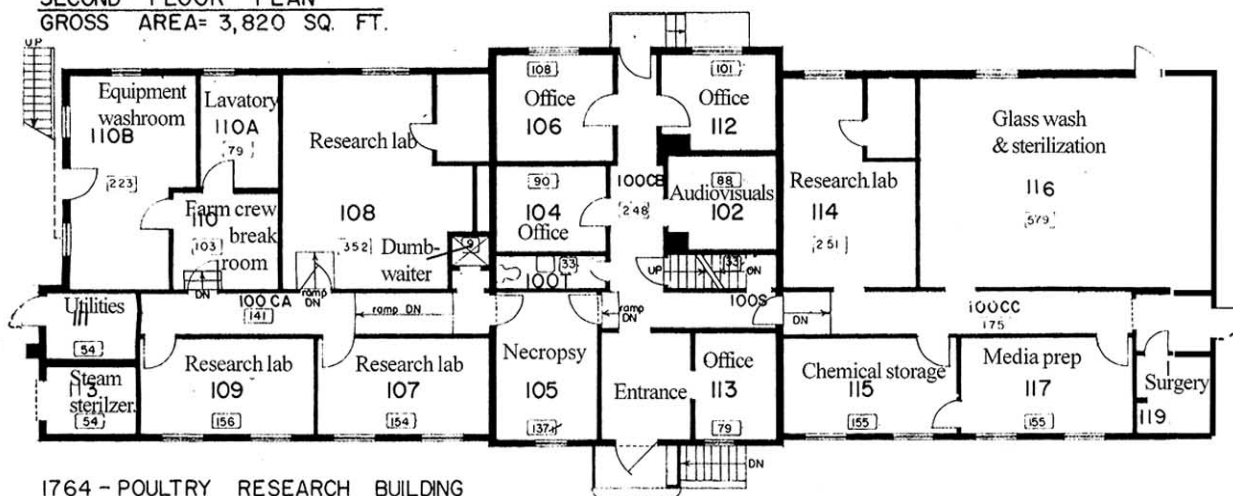 SECOND FLOOR PLAN
GROSS AREA= 3,820 SQ. FT.
UP
Equipment
washroom
110B
223
Lavatory
110A
79
Research lab
108
352
110
Farm crew
break
room
103
DN
ramp
DN
Dumb-
waiter
9
108
Office
106
90
104
Office
33
100T
100CB
248
101
Office
112
88
Audiovisuals
102
UP
33
DN
100S
Research lab
114
251
Glass wash
& sterilization
116
579
Utilities
111
54
100CA
141
ramp DN
ramp
DN
DN
100CC
175
Steam
sterilzer.
113
54
Research lab
109
156
Research lab
107
154
Necropsy
105
137
Entrance
Office
113
79
DN
Chemical storage
115
155
Media prep
117
155
Surgery
119
1764 - POULTRY RESEARCH BUILDING